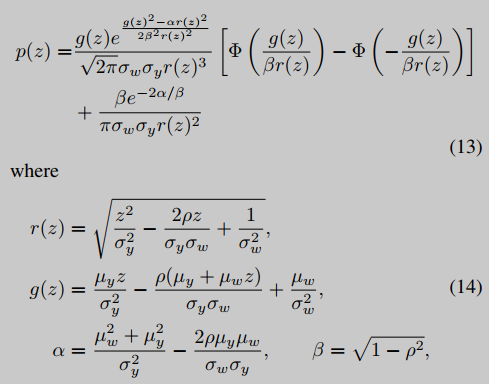 p(z) = \frac{g(z)e^{\frac{g(z)^2 - \alpha r(z)^2}{2\beta^2 r(z)^2}}}{\sqrt{2\pi}\sigma_w\sigma_y r(z)^3} \left[ \Phi\left(\frac{g(z)}{\beta r(z)}\right) - \Phi\left(-\frac{g(z)}{\beta r(z)}\right) \right]
+ \frac{\beta e^{-2\alpha/\beta}}{\pi\sigma_w\sigma_y r(z)^2}
(13)
where
r(z) = \sqrt{\frac{z^2}{\sigma_y^2} - \frac{2\rho z}{\sigma_y\sigma_w} + \frac{1}{\sigma_w^2}},
g(z) = \frac{\mu_y z}{\sigma_y^2} - \frac{\rho(\mu_y + \mu_w z)}{\sigma_y\sigma_w} + \frac{\mu_w}{\sigma_w^2}, (14)
\alpha = \frac{\mu_w^2 + \mu_y^2}{\sigma_y^2} - \frac{2\rho\mu_y\mu_w}{\sigma_w\sigma_y}, \beta = \sqrt{1 - \rho^2},